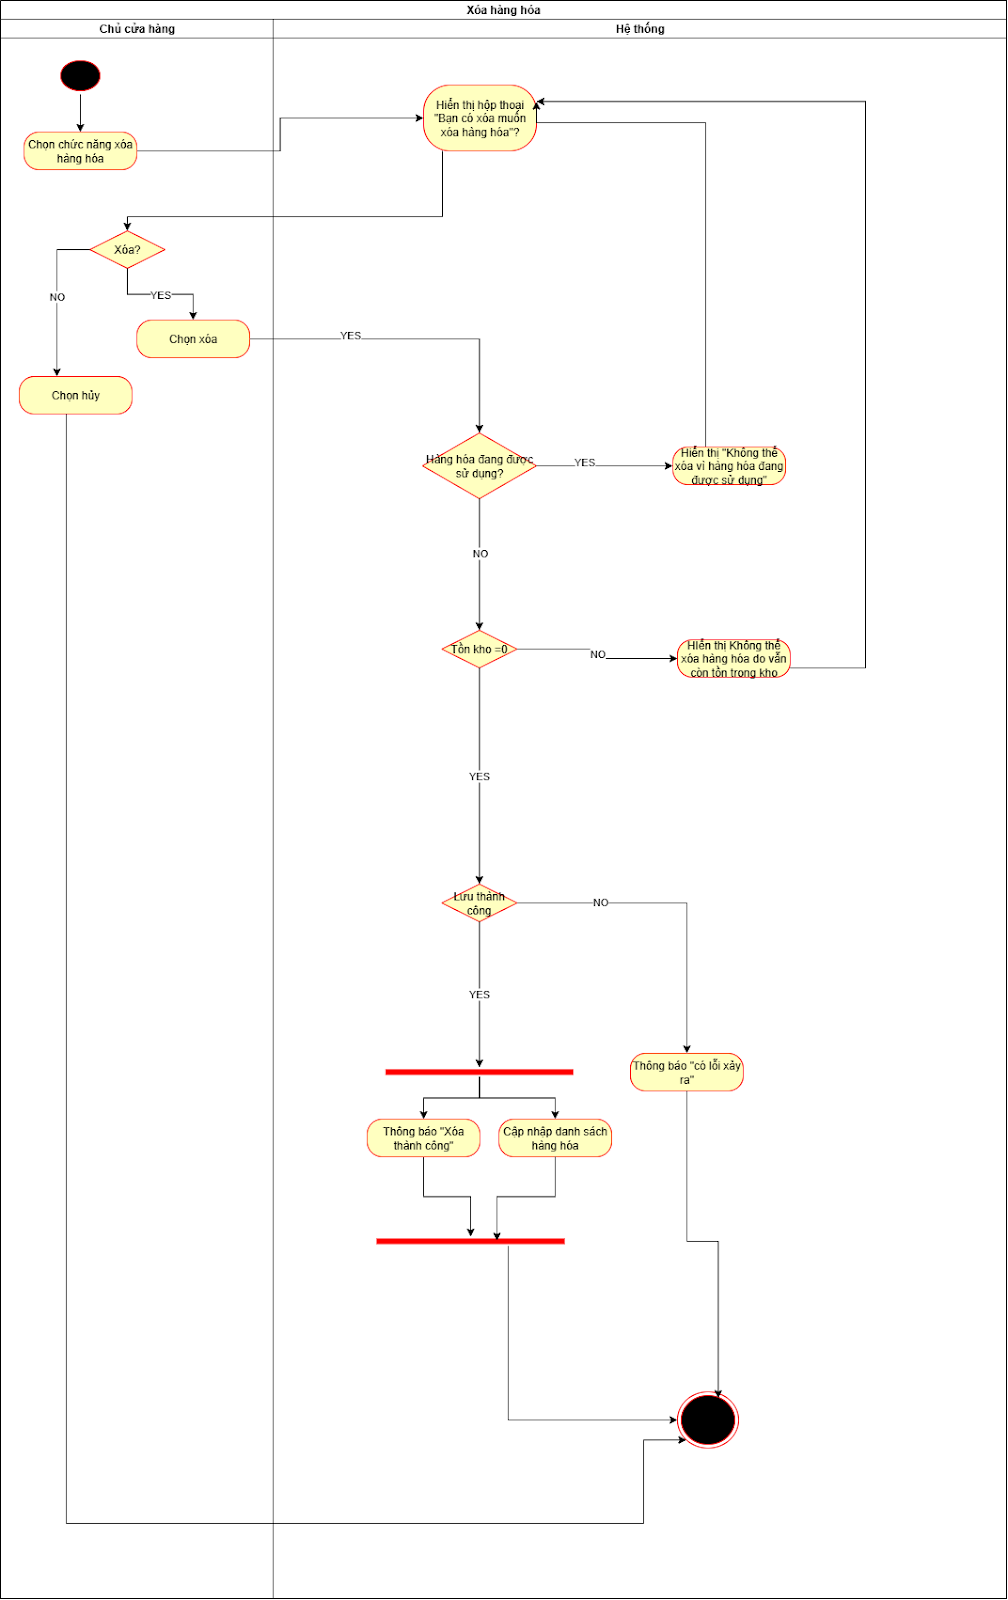 Xóa hàng hóa
Chủ cửa hàng
Hệ thống
Hiển thị hộp thoại
"Bạn có xóa muốn
xóa hàng hóa"?
Chọn chức năng xóa
hàng hóa
Xóa?
NO
YES
Chọn xóa
YES
Chọn hủy
Hàng hóa đang được
sử dụng?
YES
Hiển thị "Không thể
xóa vì hàng hóa đang
được sử dụng"
NO
Tồn kho =0
NO
HIển thị Không thể
xóa hàng hóa do vẫn
còn tồn trong kho
YES
Lưu thành
công
NO
YES
Thông báo "có lỗi xảy
ra"
Thông báo "Xóa
thành công"
Cập nhập danh sách
hàng hóa